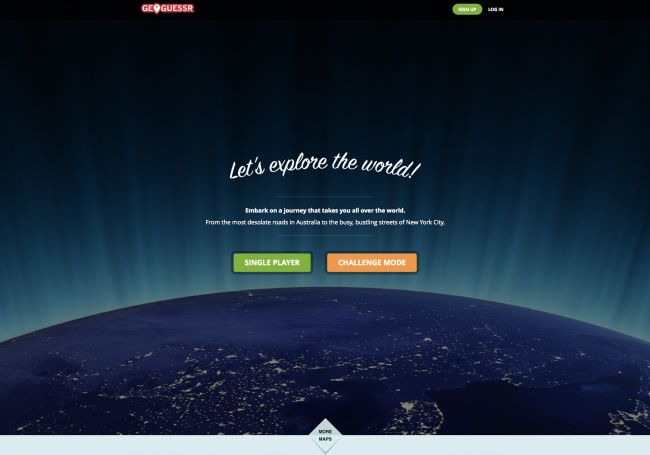 GEOGUESSR
SIGN UP LOG IN
Let's explore the world!
Embark on a journey that takes you all over the world.
From the most desolate roads in Australia to the busy, bustling streets of New York City.
SINGLE PLAYER CHALLENGE MODE
MORE
MAPS